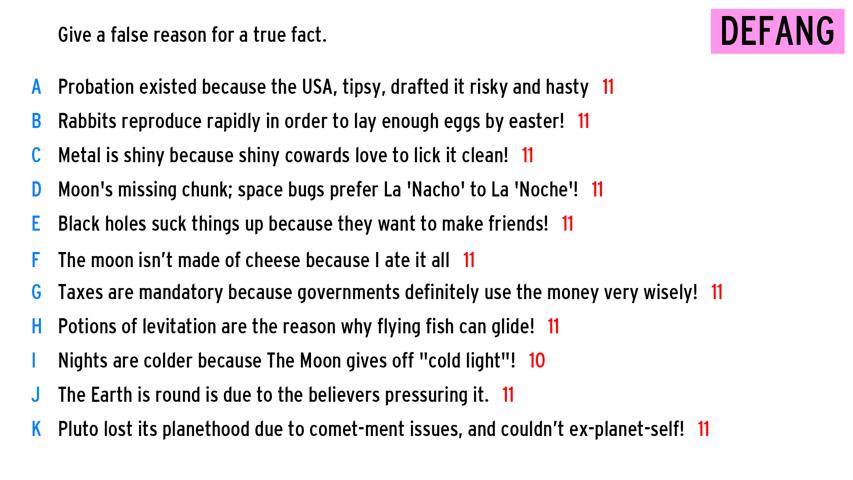 Give a false reason for a true fact.
DEFANG
A Probation existed because the USA, tipsy, drafted it risky and hasty 11
B Rabbits reproduce rapidly in order to lay enough eggs by easter! 11
C Metal is shiny because shiny cowards love to lick it clean! 11
D Moon's missing chunk; space bugs prefer La 'Nacho' to La 'Noche'! 11
E Black holes suck things up because they want to make friends! 11
F The moon isn’t made of cheese because I ate it all 11
G Taxes are mandatory because governments definitely use the money very wisely! 11
H Potions of levitation are the reason why flying fish can glide! 11
I Nights are colder because The Moon gives off "cold light"! 10
J The Earth is round is due to the believers pressuring it. 11
K Pluto lost its planethood due to comet-ment issues, and couldn’t ex-planet-self! 11